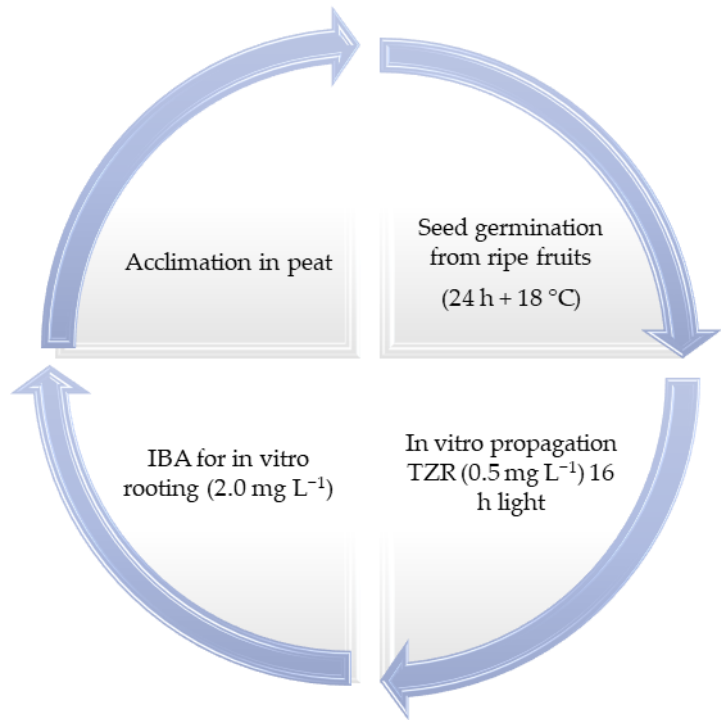 Acclimation in peat
Seed germination
from ripe fruits
(24 h + 18 °C)
IBA for in vitro
rooting (2.0 mg L⁻¹)
In vitro propagation
TZR (0.5 mg L⁻¹) 16
h light